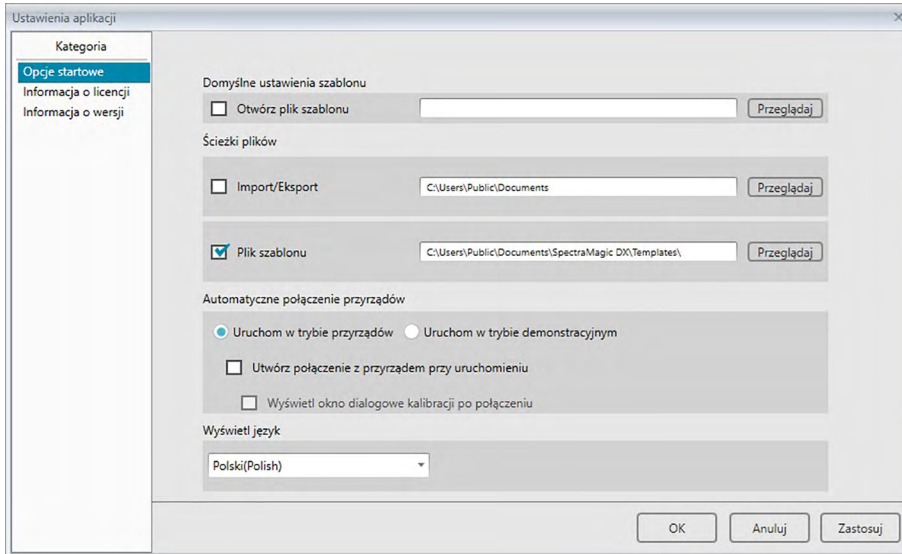 Ustawienia aplikacji
Kategoria
Opcje startowe
Informacja o licencji
Informacja o wersji
Domyślne ustawienia szablonu
Otwórz plik szablonu Przeglądaj
Ścieżki plików
Import/Eksport C:\Users\Public\Documents Przeglądaj
Plik szablonu C:\Users\Public\Documents\SpectraMagic DX\Templates\ Przeglądaj
Automatyczne połączenie przyrządów
Uruchom w trybie przyrządów Uruchom w trybie demonstracyjnym
Utwórz połączenie z przyrządem przy uruchomieniu
Wyświetl okno dialogowe kalibracji po połączeniu
Wyświetl język
Polski(Polish)
OK Anuluj Zastosuj